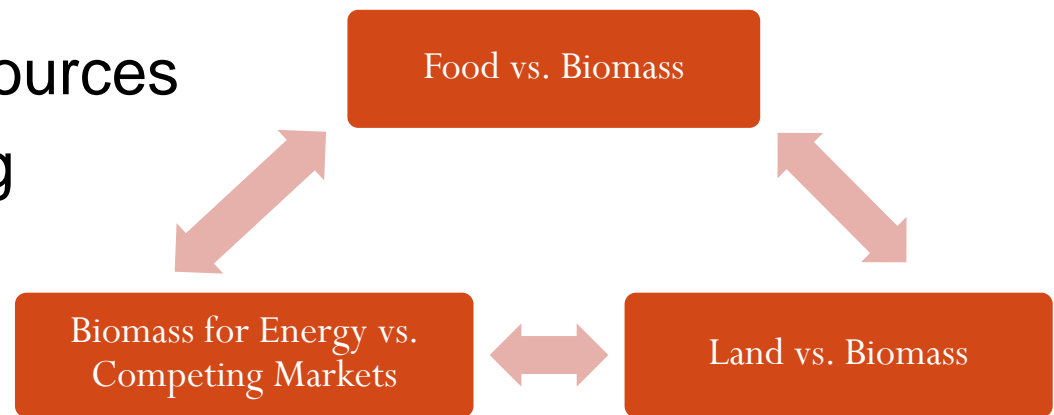 ources
g
Food vs. Biomass
Biomass for Energy vs.
Competing Markets
Land vs. Biomass